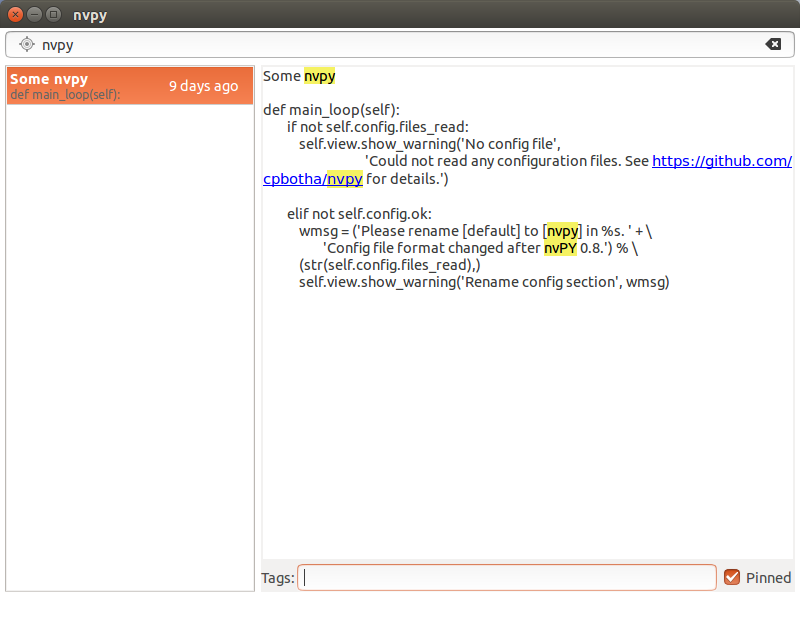 nvpy
nvpy
Some nvpy
def main_loop(self):
9 days ago
Some nvpy
def main_loop(self):
if not self.config.files_read:
self.view.show_warning('No config file',
'Could not read any configuration files. See https://github.com/
cpbotha/nvpy for details.')
elif not self.config.ok:
wmsg = ('Please rename [default] to [nvpy] in %s. ' + \
'Config file format changed after nvPY 0.8.') % \
(str(self.config.files_read),)
self.view.show_warning('Rename config section', wmsg)
Tags:
Pinned